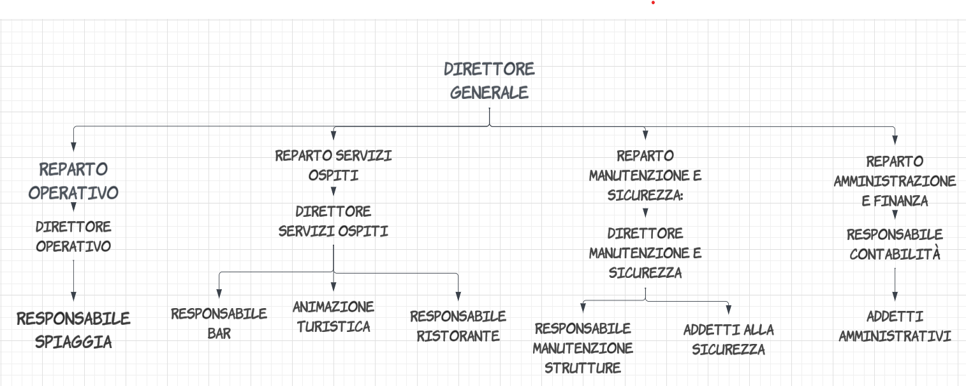 DIRETTORE
GENERALE
REPARTO
OPERATIVO
DIRETTORE
OPERATIVO
RESPONSABILE
SPIAGGIA
REPARTO SERVIZI
OSPITI
DIRETTORE
SERVIZI OSPITI
RESPONSABILE
BAR
ANIMAZIONE
TURISTICA
RESPONSABILE
RISTORANTE
REPARTO
MANUTENZIONE E
SICUREZZA:
DIRETTORE
MANUTENZIONE E
SICUREZZA
RESPONSABILE
MANUTENZIONE
STRUTTURE
ADDETTI ALLA
SICUREZZA
REPARTO
AMMINISTRAZIONE
E FINANZA
RESPONSABILE
CONTABILITÀ
ADDETTI
AMMINISTRATIVI